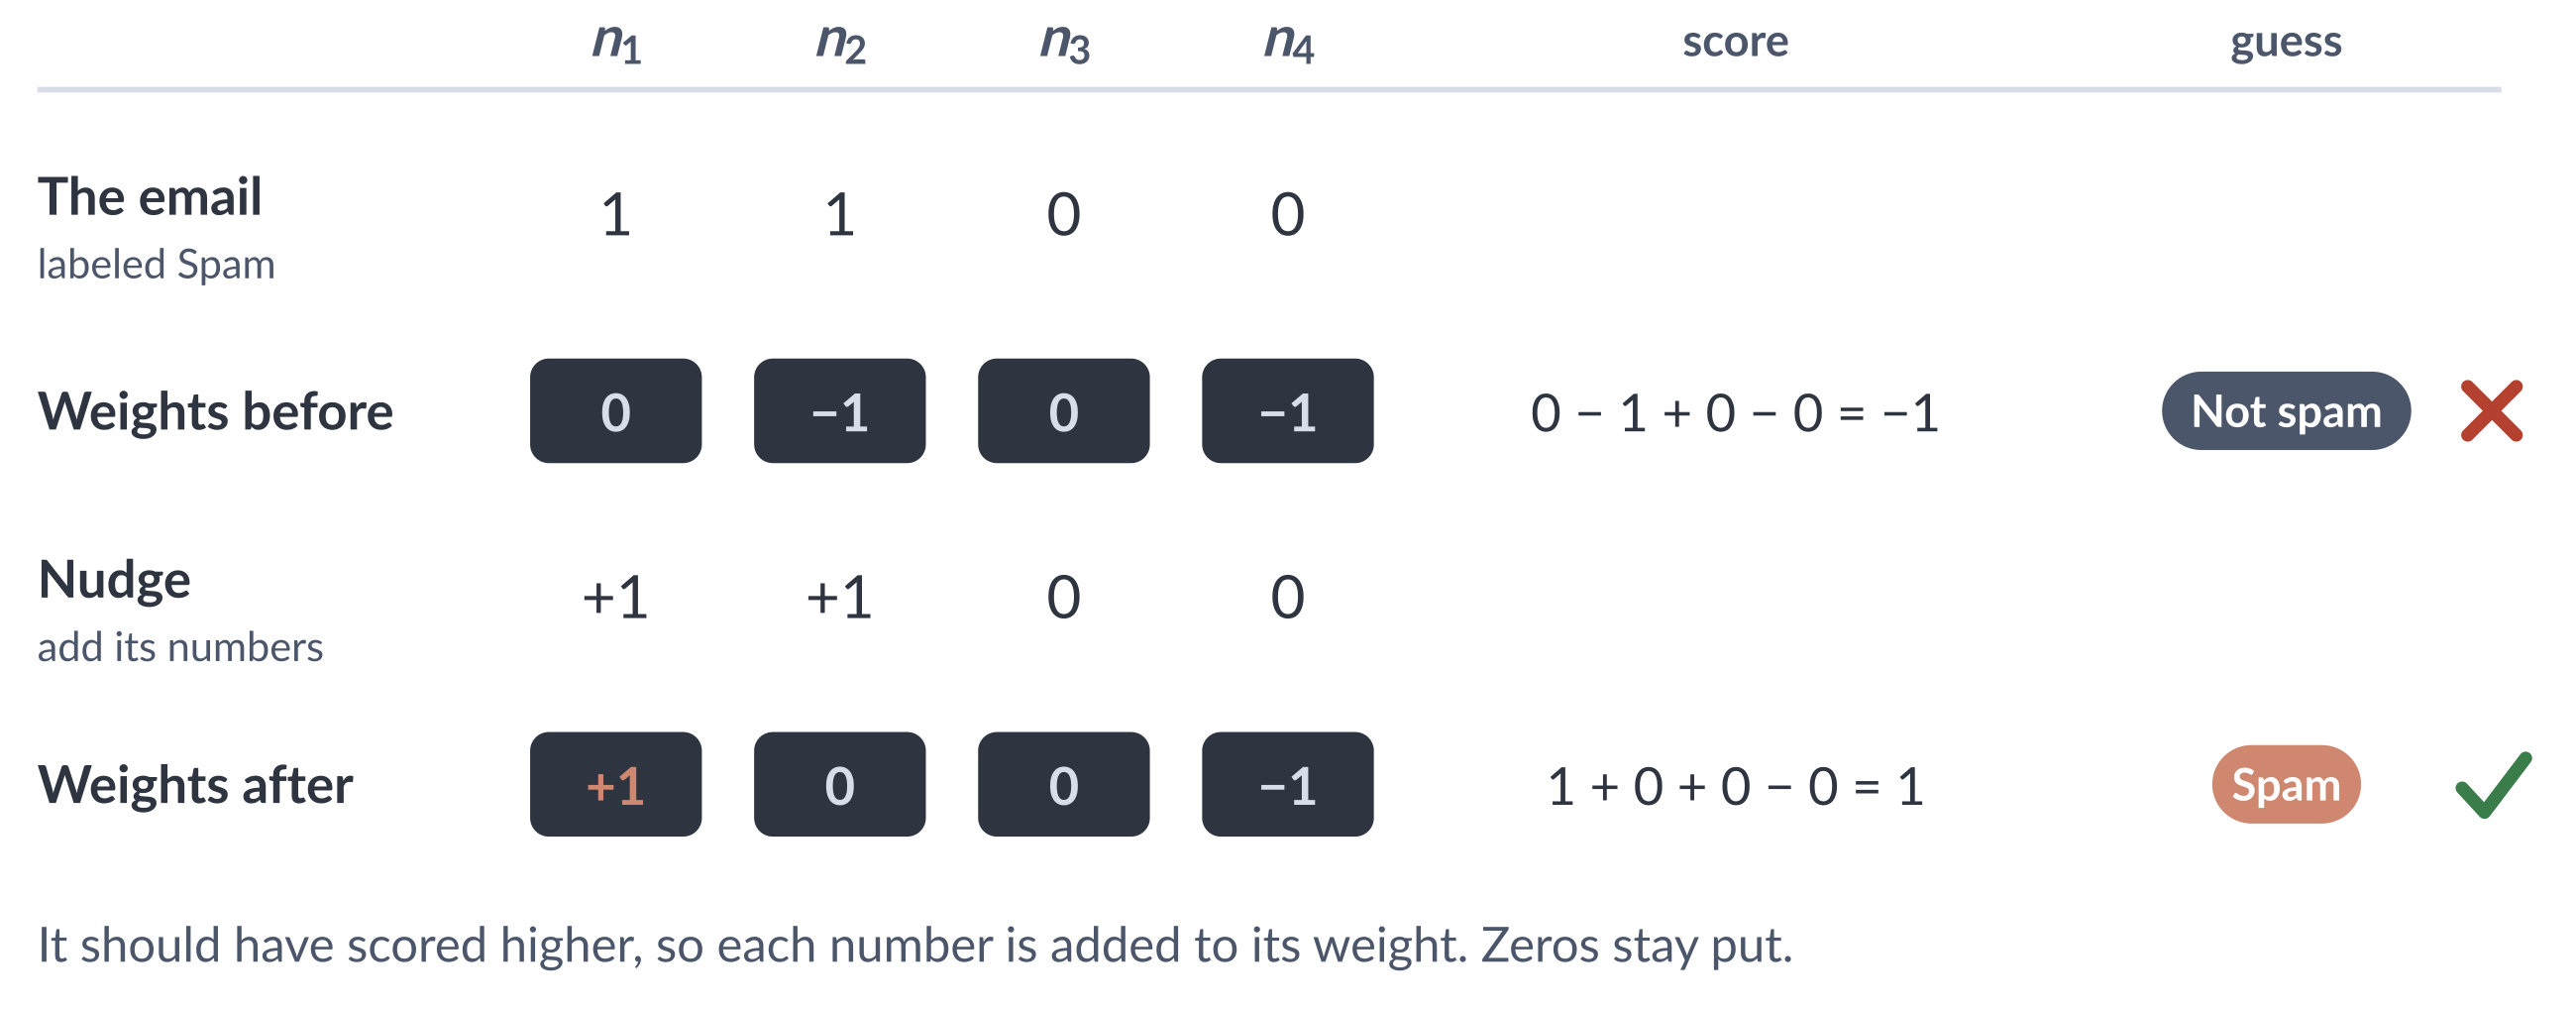 n₁ n₂ n₃ n₄ score guess
The email 1 1 0 0
labeled Spam
Weights before 0 −1 0 −1 0 − 1 + 0 − 0 = −1 Not spam
Nudge +1 +1 0 0
add its numbers
Weights after +1 0 0 −1 1 + 0 + 0 − 0 = 1 Spam
It should have scored higher, so each number is added to its weight. Zeros stay put.